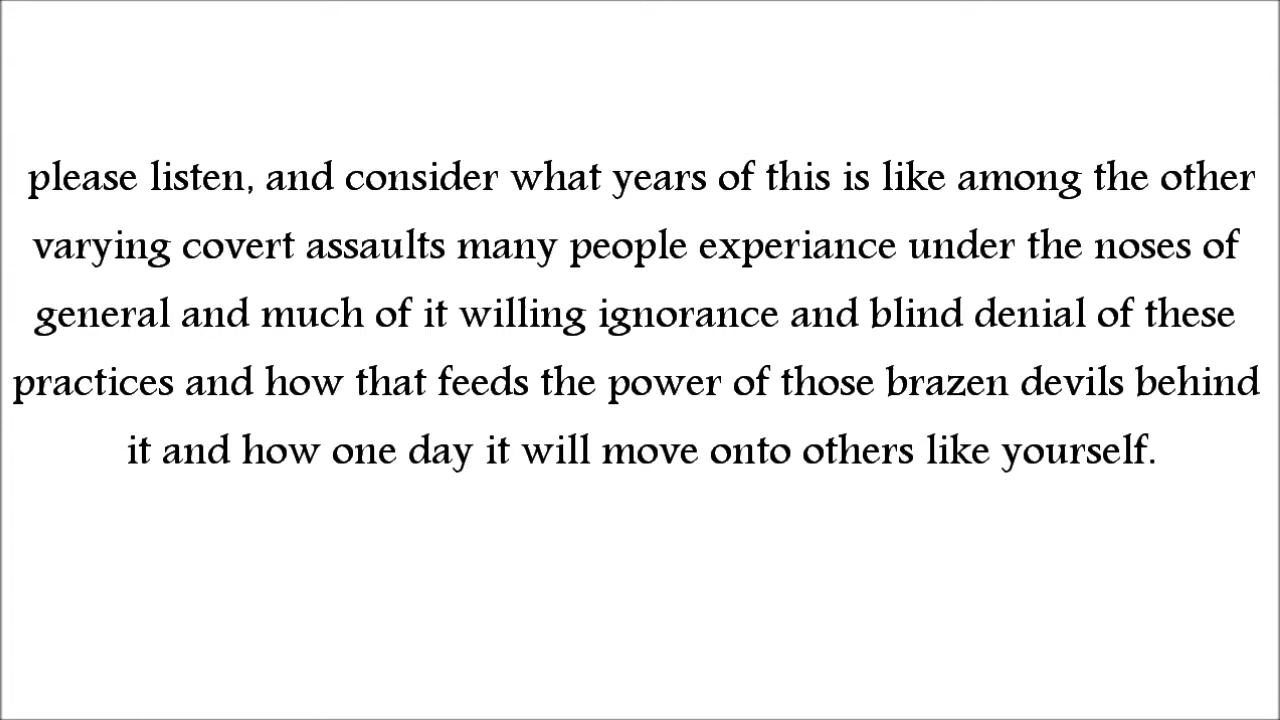 please listen, and consider what years of this is like among the other
varying covert assaults many people experiance under the noses of
general and much of it willing ignorance and blind denial of these
practices and how that feeds the power of those brazen devils behind
it and how one day it will move onto others like yourself.